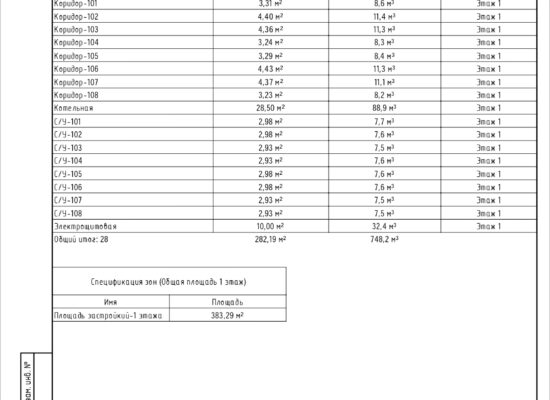 Коридор-101 3,31 м² 8,6 м³ Этаж 1
Коридор-102 4,40 м² 11,4 м³ Этаж 1
Коридор-103 4,36 м² 11,3 м³ Этаж 1
Коридор-104 3,24 м² 8,4 м³ Этаж 1
Коридор-105 3,29 м² 8,3 м³ Этаж 1
Коридор-106 4,43 м² 11,3 м³ Этаж 1
Коридор-107 4,37 м² 11,1 м³ Этаж 1
Коридор-108 3,23 м² 8,2 м³ Этаж 1
Котельная 28,50 м² 88,9 м³ Этаж 1
С/У-101 2,98 м² 7,7 м³ Этаж 1
С/У-102 2,98 м² 7,6 м³ Этаж 1
С/У-103 2,93 м² 7,5 м³ Этаж 1
С/У-104 2,93 м² 7,6 м³ Этаж 1
С/У-105 2,98 м² 7,6 м³ Этаж 1
С/У-106 2,98 м² 7,6 м³ Этаж 1
С/У-107 2,93 м² 7,5 м³ Этаж 1
С/У-108 2,93 м² 7,5 м³ Этаж 1
Электрощитовая 10,00 м² 32,4 м³ Этаж 1
Общий итог: 28 282,19 м² 748,2 м³
Спецификация зон (Общая площадь 1 этаж)
Имя Площадь
Площадь застройкий-1 этажа 383,29 м²
инв. №